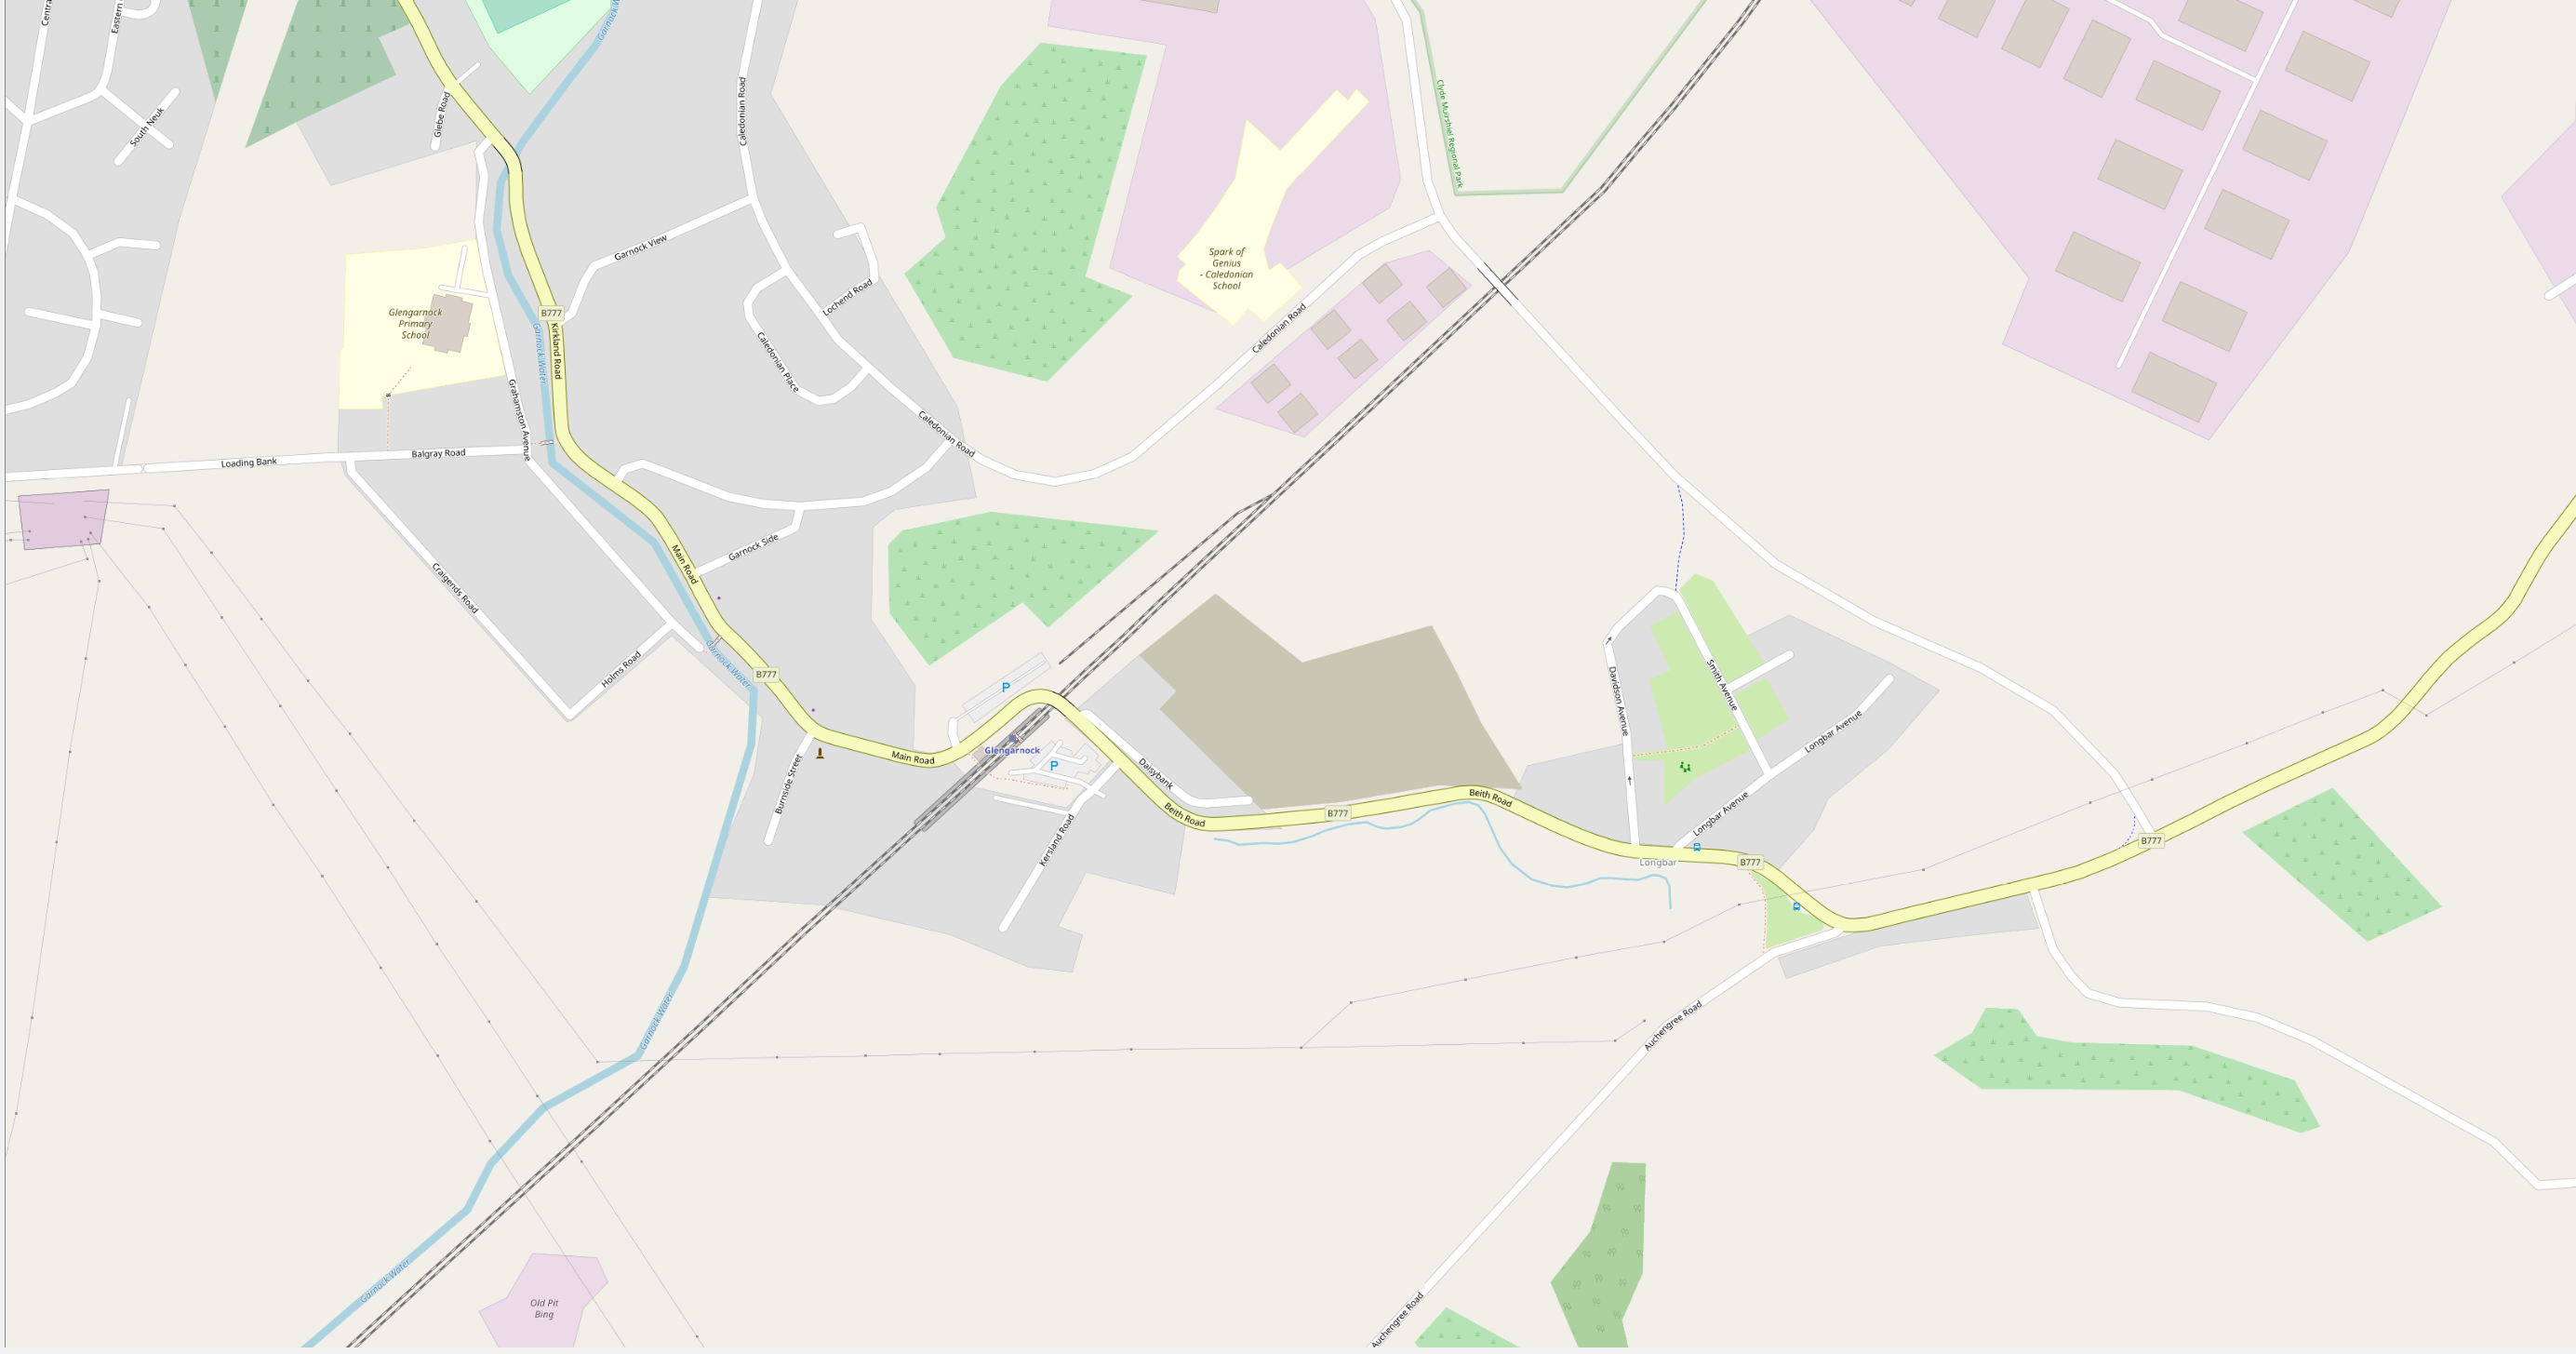 Centra
Eastern
South Neuk
Glebe Road
Garnock W
Caledonian Road
Clyde Muirshiel Regional Park
Garnock View
Lochend Road
Spark of
Genius
- Caledonian
School
Glengarnock
Primary
School
B777
Kirkland Road
Garnock Water
Caledonian Place
Caledonian Road
Grahamston Avenue
Caledonian Road
Loading Bank
Balgray Road
Main Road
Garnock Side
Craigends Road
Holms Road
Garnock Water
B777
P
Davidson Avenue
Smith Avenue
Longbar Avenue
Main Road
Glengarnock
P
Daisybank
Burnside Street
Beith Road
B777
Beith Road
Kersland Road
Longbar Avenue
Longbar
B777
B777
Garnock Water
Auchengree Road
Garnock Water
Old Pit
Bing
Auchengree Road